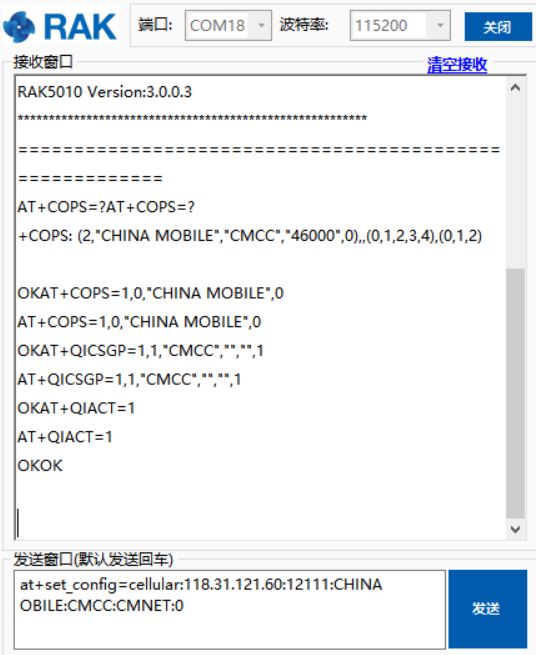 RAK 端口: COM18 波特率: 115200 关闭
接收窗口 清空接收
RAK5010 Version:3.0.0.3
********************************************************
===========================================
=============
AT+COPS=?AT+COPS=?
+COPS: (2,"CHINA MOBILE","CMCC","46000",0),,(0,1,2,3,4),(0,1,2)
OKAT+COPS=1,0,"CHINA MOBILE",0
AT+COPS=1,0,"CHINA MOBILE",0
OKAT+QICSGP=1,1,"CMCC","","",1
AT+QICSGP=1,1,"CMCC","","",1
OKAT+QIACT=1
AT+QIACT=1
OKOK
发送窗口(默认发送回车)
at+set_config=cellular:118.31.121.60:12111:CHINA
OBILE:CMCC:CMNET:0
发送